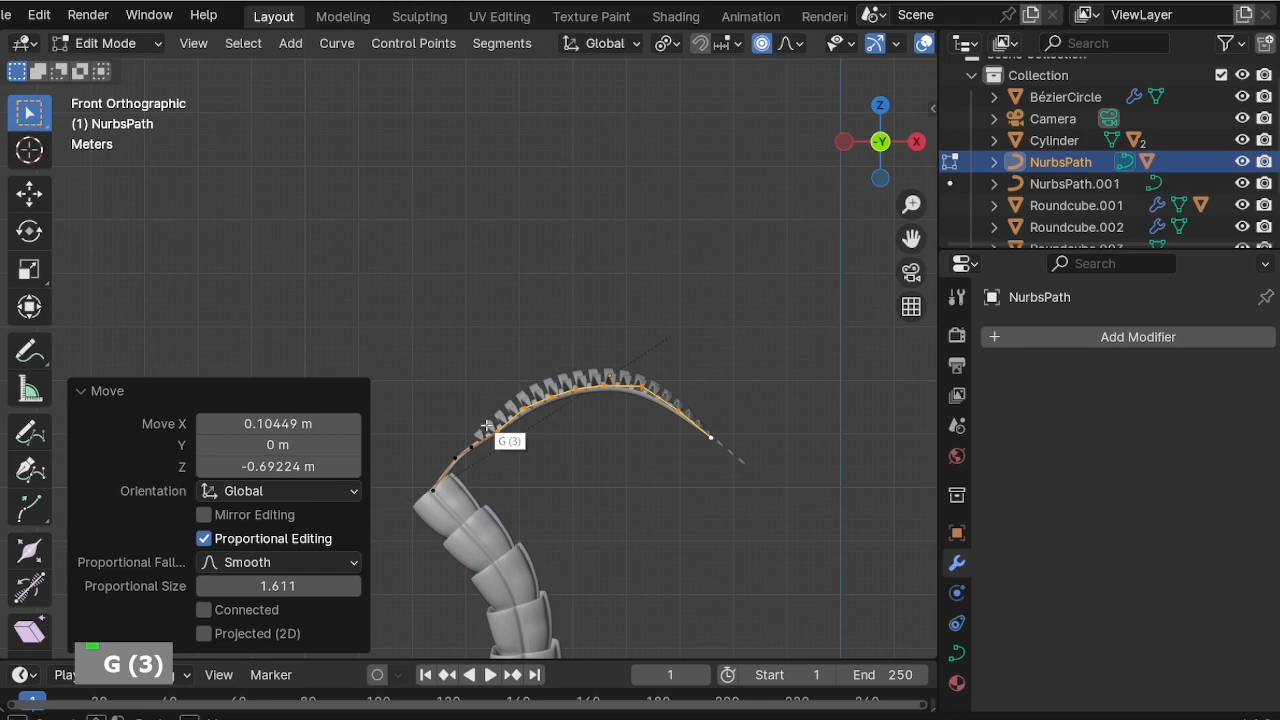 Edit Render Window Help Layout Modeling Sculpting UV Editing Texture Paint Shading Animation Scene ViewLayer
Edit Mode View Select Add Curve Control Points Segments Global Search
Front Orthographic
(1) NurbsPath
Meters
Z
-Y
X
Collection
BézierCircle
Camera
Cylinder 2
NurbsPath
NurbsPath.001
Roundcube.001
Roundcube.002
Search
NurbsPath
Add Modifier
Move
Move X 0.10449 m
Y 0 m
Z -0.69224 m
Orientation Global
Mirror Editing
Proportional Editing
Proportional Fall... Smooth
Proportional Size 1.611
Connected
Projected (2D)
G (3)
G (3)
View Marker 1 Start 1 End 250